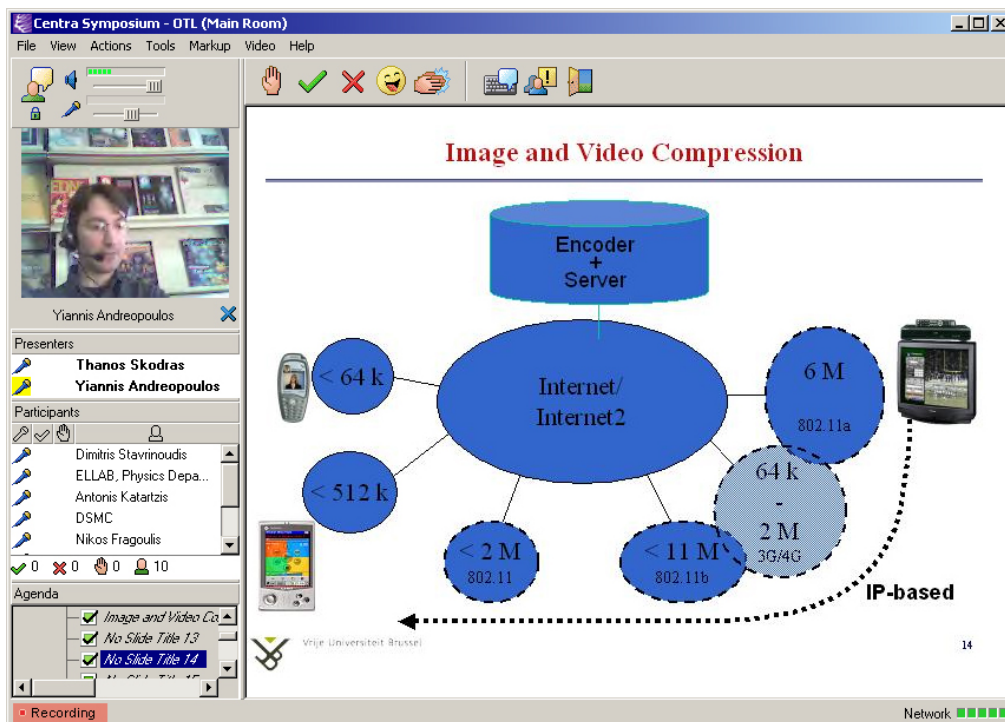 Centra Symposium - OTL (Main Room)
File View Actions Tools Markup Video Help
Yiannis Andreopoulos
Presenters
Thanos Skodras
Yiannis Andreopoulos
Participants
Dimitris Stavrinoudis
ELLAB, Physics Depa...
Antonis Katartzis
DSMC
Nikos Fragoulis
0 0 0 10
Agenda
Image and Video Co
No Slide Title 13
No Slide Title 14
Recording
Image and Video Compression
Encoder
+
Server
Internet/
Internet2
< 64 k
< 512 k
< 2 M
802.11
< 11 M
802.11b
64 k
-
2 M
3G/4G
6 M
802.11a
IP-based
Vrije Universiteit Brussel
14
Network